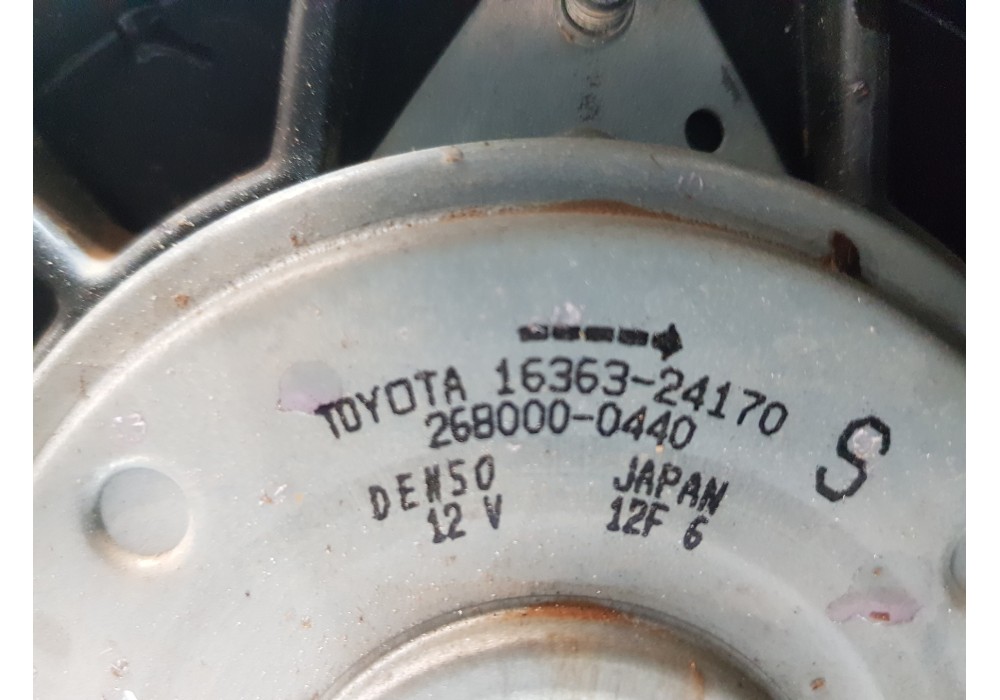 TOYOTA 16363-24170
268000-0440
S
DENSO JAPAN
12 V 12F 6